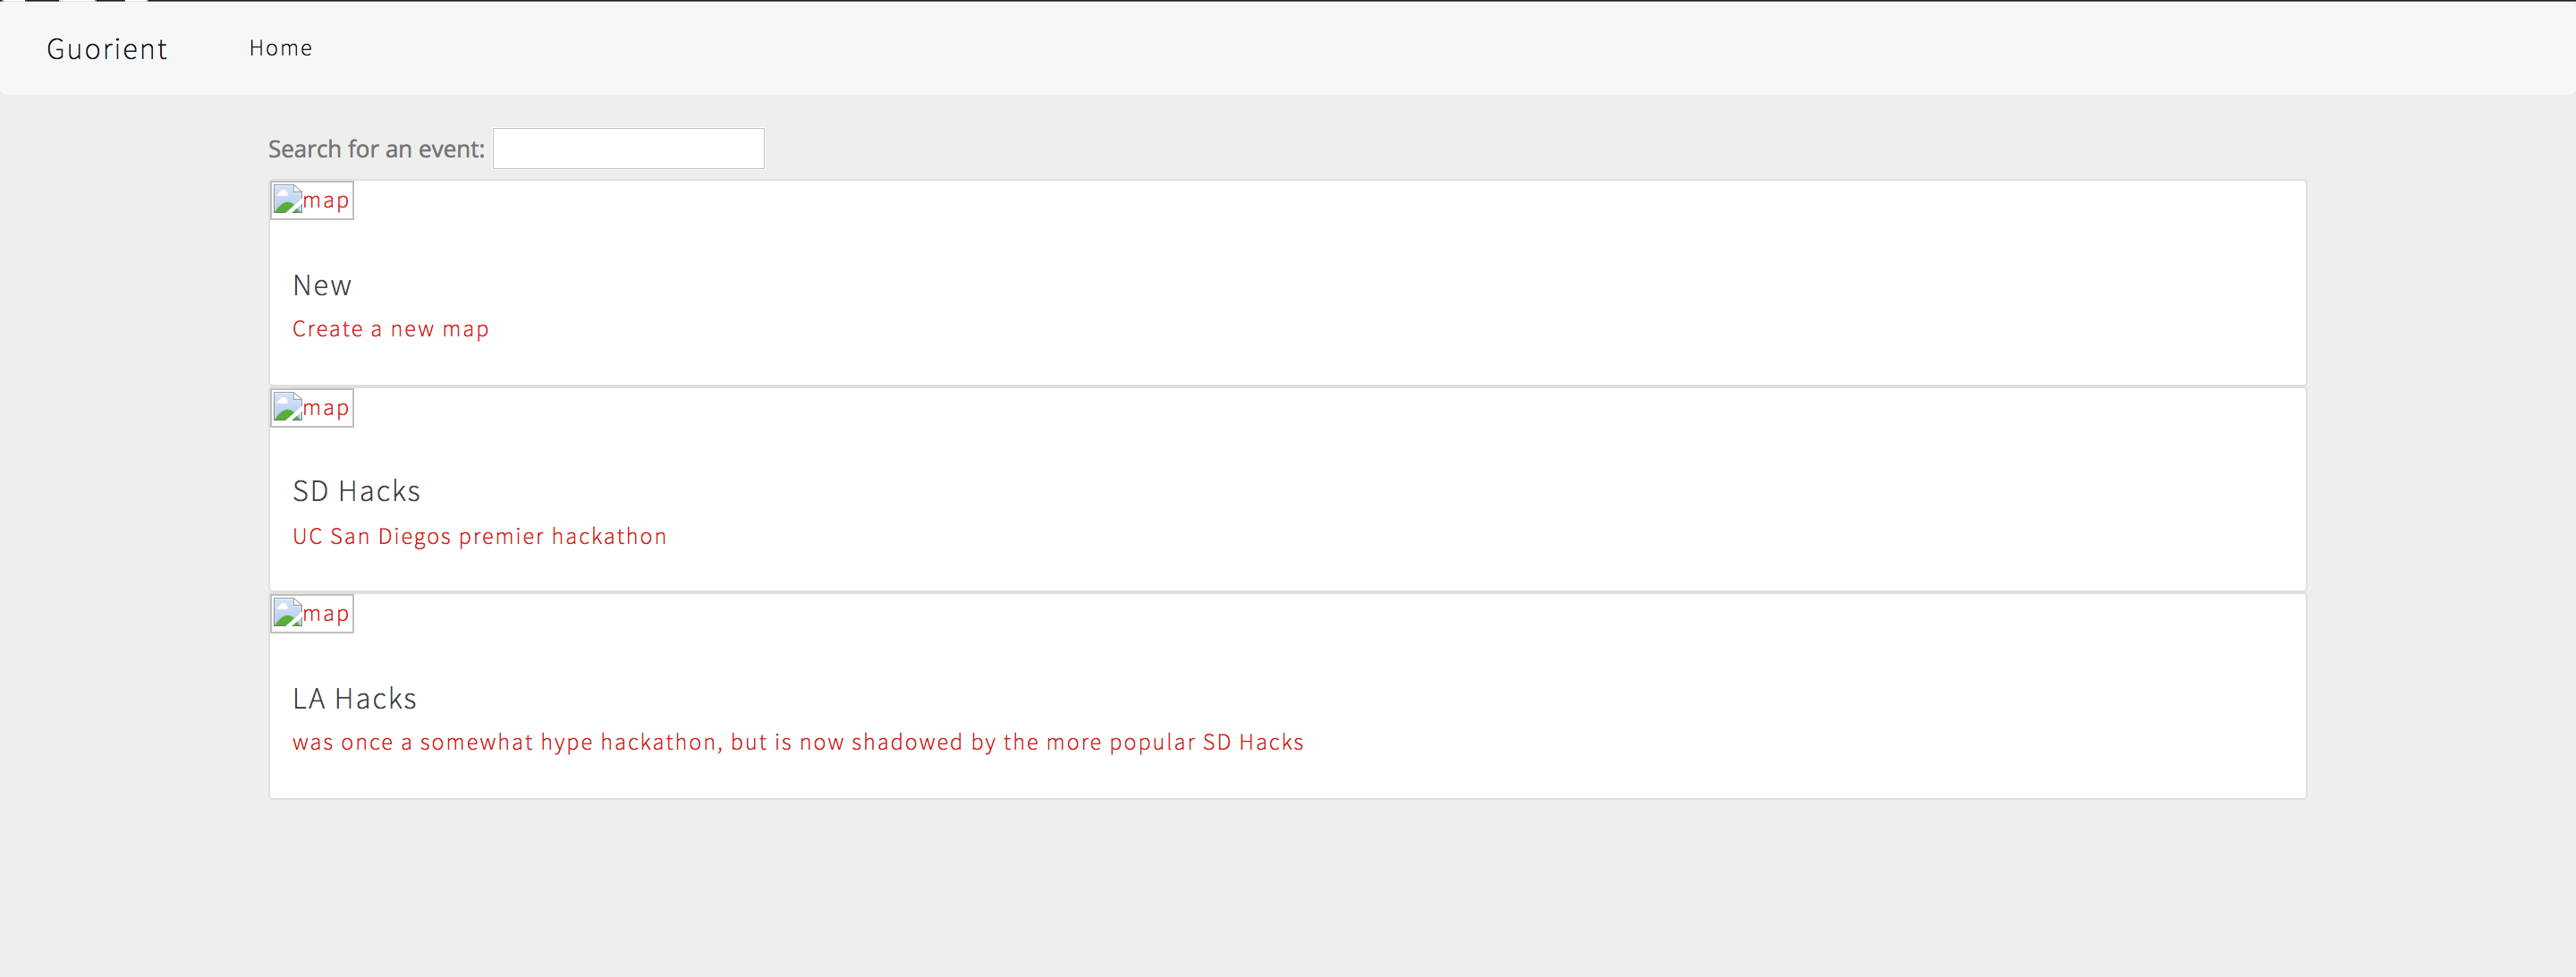 Guorient Home
Search for an event:
map
New
Create a new map
map
SD Hacks
UC San Diegos premier hackathon
map
LA Hacks
was once a somewhat hype hackathon, but is now shadowed by the more popular SD Hacks